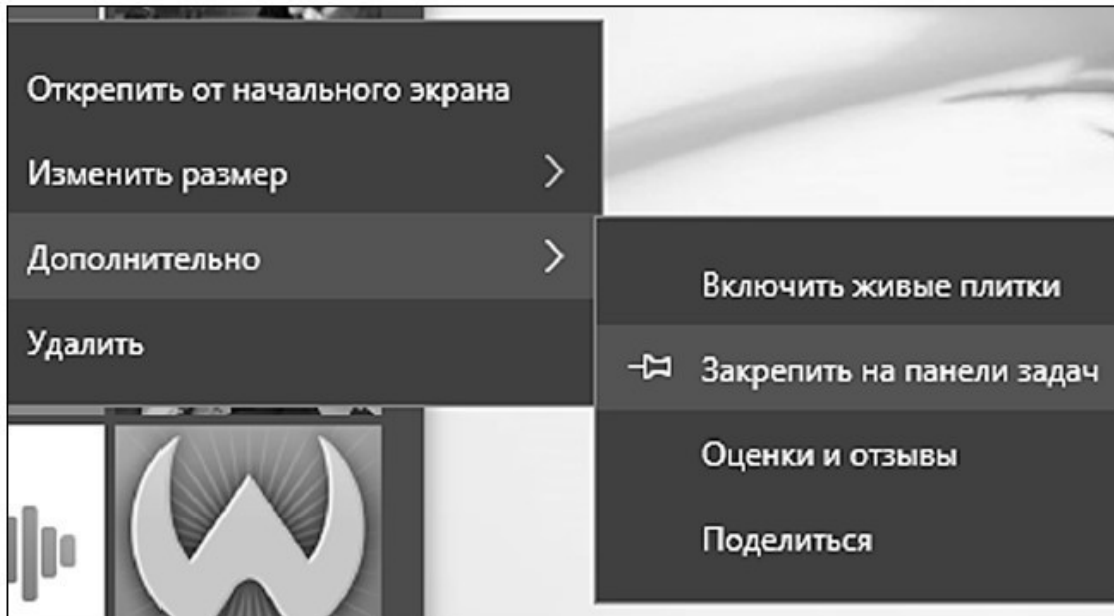 Открепить от начального экрана
Изменить размер
Дополнительно
Удалить
Включить живые плитки
Закрепить на панели задач
Оценки и отзывы
Поделиться